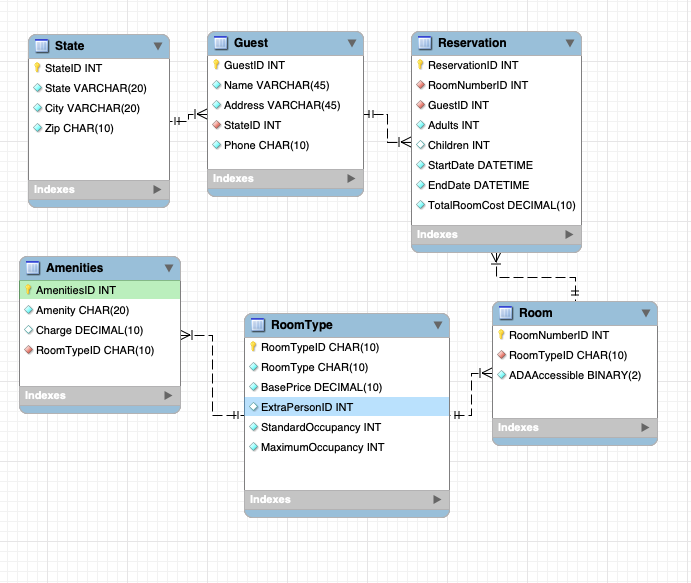 State
StateID INT
State VARCHAR(20)
City VARCHAR(20)
Zip CHAR(10)
Indexes
Guest
GuestID INT
Name VARCHAR(45)
Address VARCHAR(45)
StateID INT
Phone CHAR(10)
Indexes
Reservation
ReservationID INT
RoomNumberID INT
GuestID INT
Adults INT
Children INT
StartDate DATETIME
EndDate DATETIME
TotalRoomCost DECIMAL(10)
Indexes
Amenities
AmenitiesID INT
Amenity CHAR(20)
Charge DECIMAL(10)
RoomTypeID CHAR(10)
Indexes
RoomType
RoomTypeID CHAR(10)
RoomType CHAR(10)
BasePrice DECIMAL(10)
ExtraPersonID INT
StandardOccupancy INT
MaximumOccupancy INT
Indexes
Room
RoomNumberID INT
RoomTypeID CHAR(10)
ADAAccessible BINARY(2)
Indexes